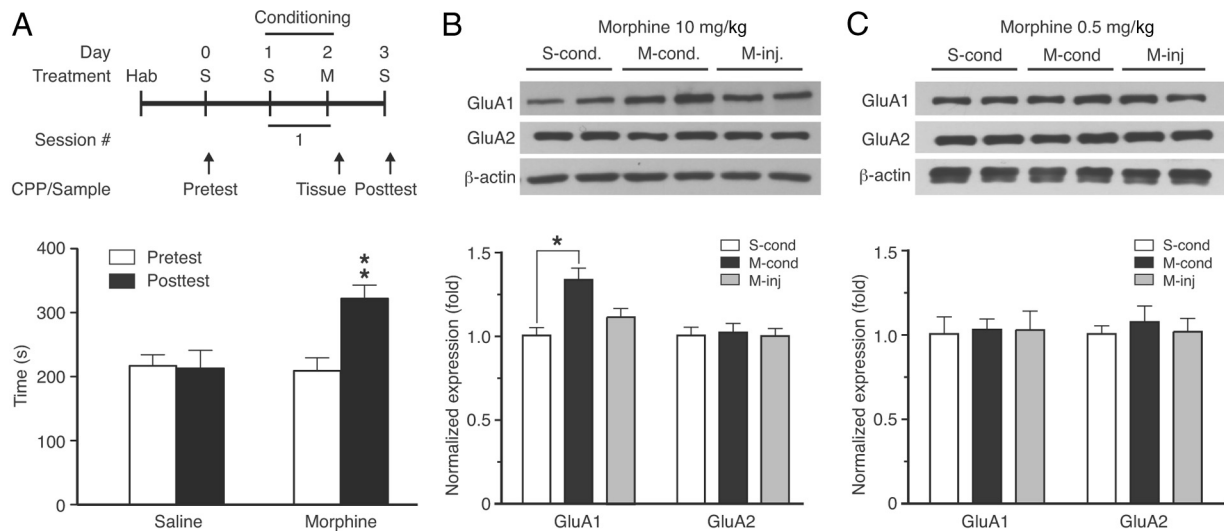 A
Conditioning
Day 0 1 2 3
Treatment Hab S S M S
Session # 1
CPP/Sample Pretest Tissue Posttest
400
300
200
100
0
Time (s)
Pretest
Posttest
**
Saline Morphine
B
Morphine 10 mg/kg
S-cond. M-cond. M-inj.
GluA1
GluA2
β-actin
1.5
1.0
0.5
0
Normalized expression (fold)
*
S-cond
M-cond
M-inj
GluA1 GluA2
C
Morphine 0.5 mg/kg
S-cond M-cond M-inj
GluA1
GluA2
β-actin
1.5
1.0
0.5
0
Normalized expression (fold)
S-cond
M-cond
M-inj
GluA1 GluA2